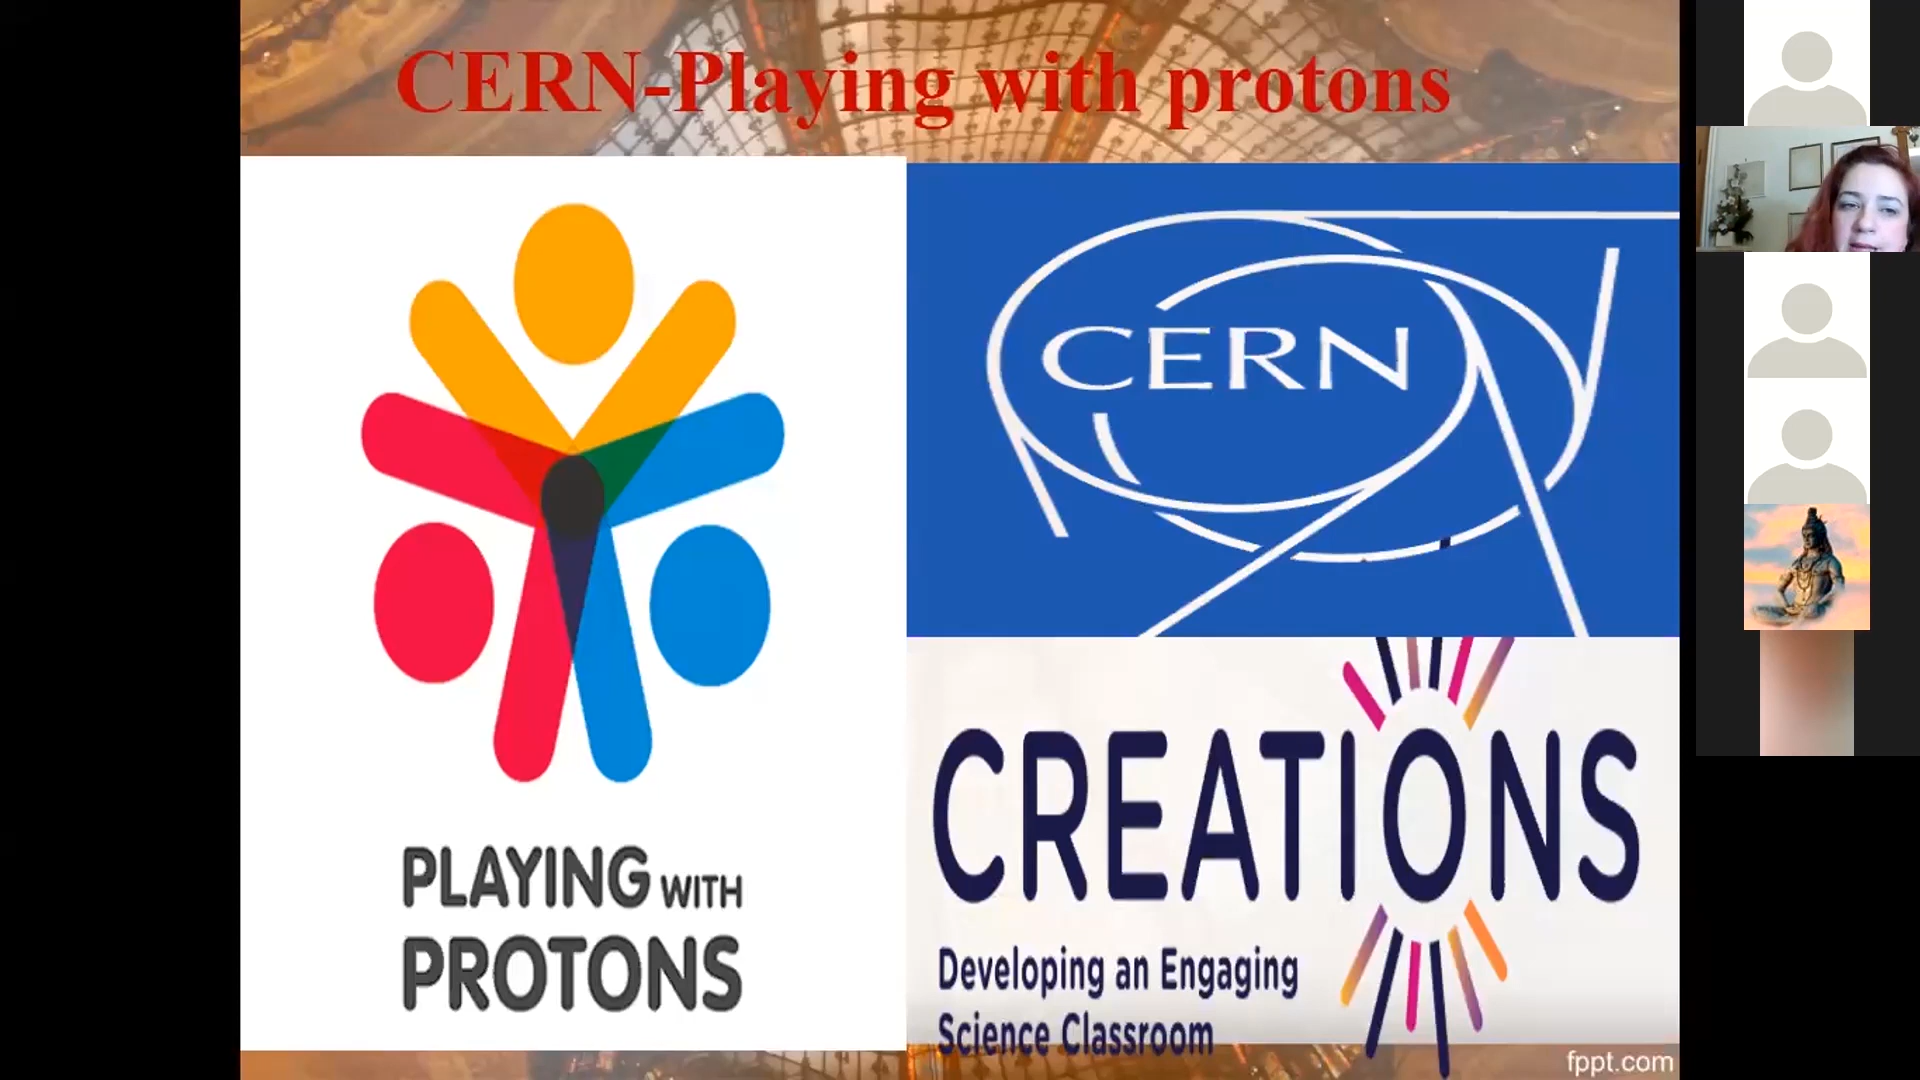 CERN-Playing with protons
PLAYING WITH
PROTONS
CERN
CREATIONS
Developing an Engaging
Science Classroom
fppt.com